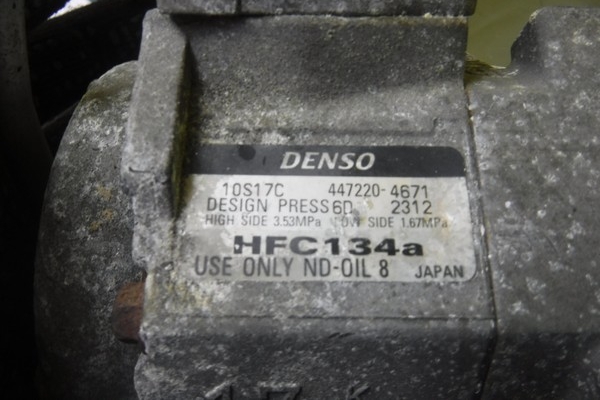 DENSO
10S17C 447220-4671
DESIGN PRESS 6D 2312
HIGH SIDE 3.53MPa LOW SIDE 1.67MPa
HFC134a
USE ONLY ND-OIL 8 JAPAN